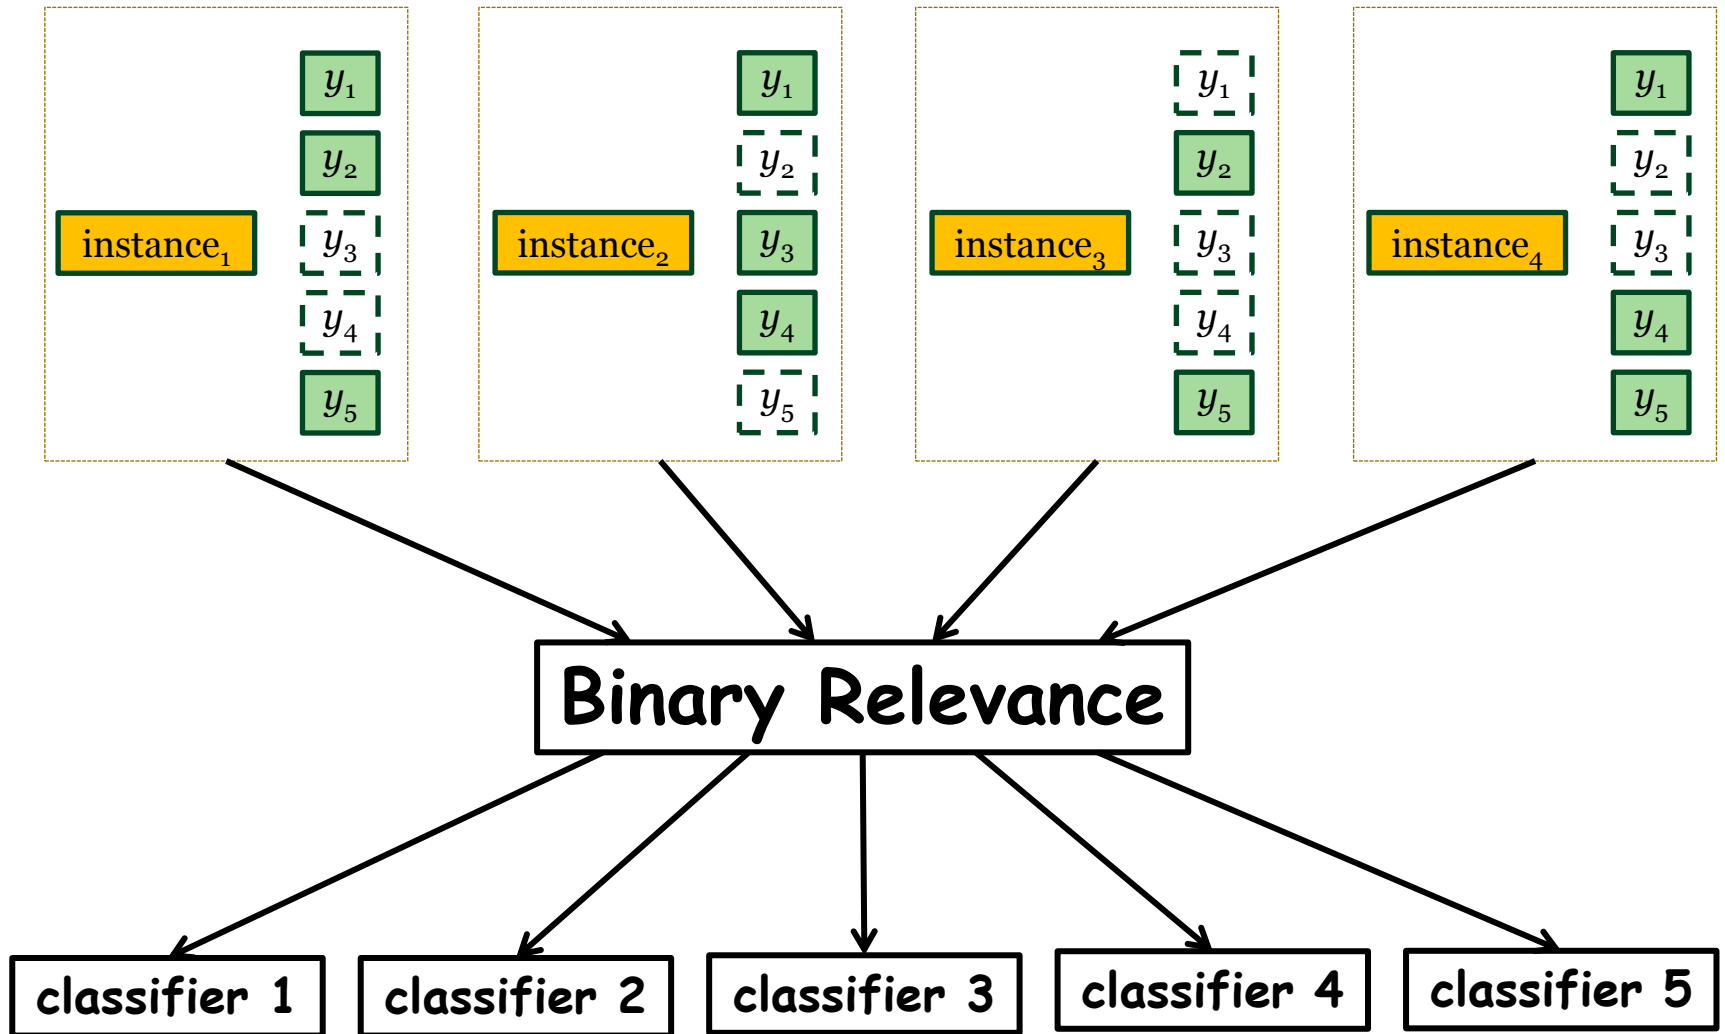 y₁
y₂
instance₁
y₃
y₄
y₅
y₁
y₂
instance₂
y₃
y₄
y₅
y₁
y₂
instance₃
y₃
y₄
y₅
y₁
y₂
instance₄
y₃
y₄
y₅
Binary Relevance
classifier 1
classifier 2
classifier 3
classifier 4
classifier 5